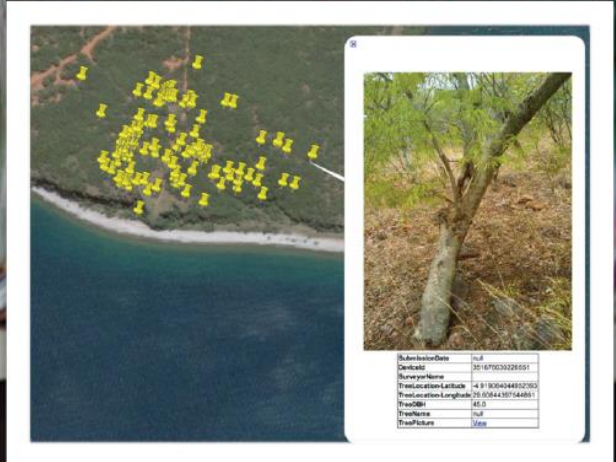 SubmissionDate null
DeviceId
SurveyorName
TreeLocation-Latitude
TreeLocation-Longitude
TreeDBH 45.0
TreeName null
TreePicture View